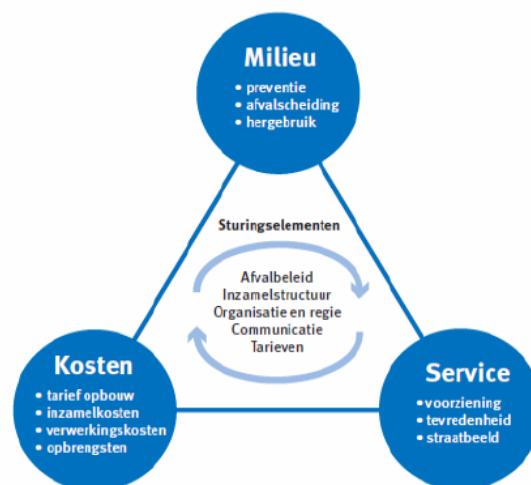 Milieu
• preventie
• afvalscheiding
• hergebruik
Sturingselementen
Afvalbeleid
Inzamelstructuur
Organisatie en regie
Communicatie
Tarieven
Kosten
• tarief opbouw
• inzamelkosten
• verwerkingskosten
• opbrengsten
Service
• voorziening
• tevredenheid
• straatbeeld